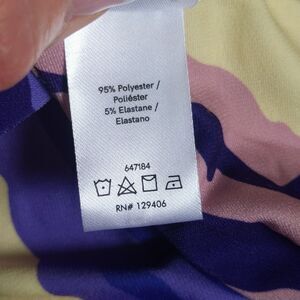 95% Polyester /
Poliéster
5% Elastane /
Elastano
647184
RN# 129406